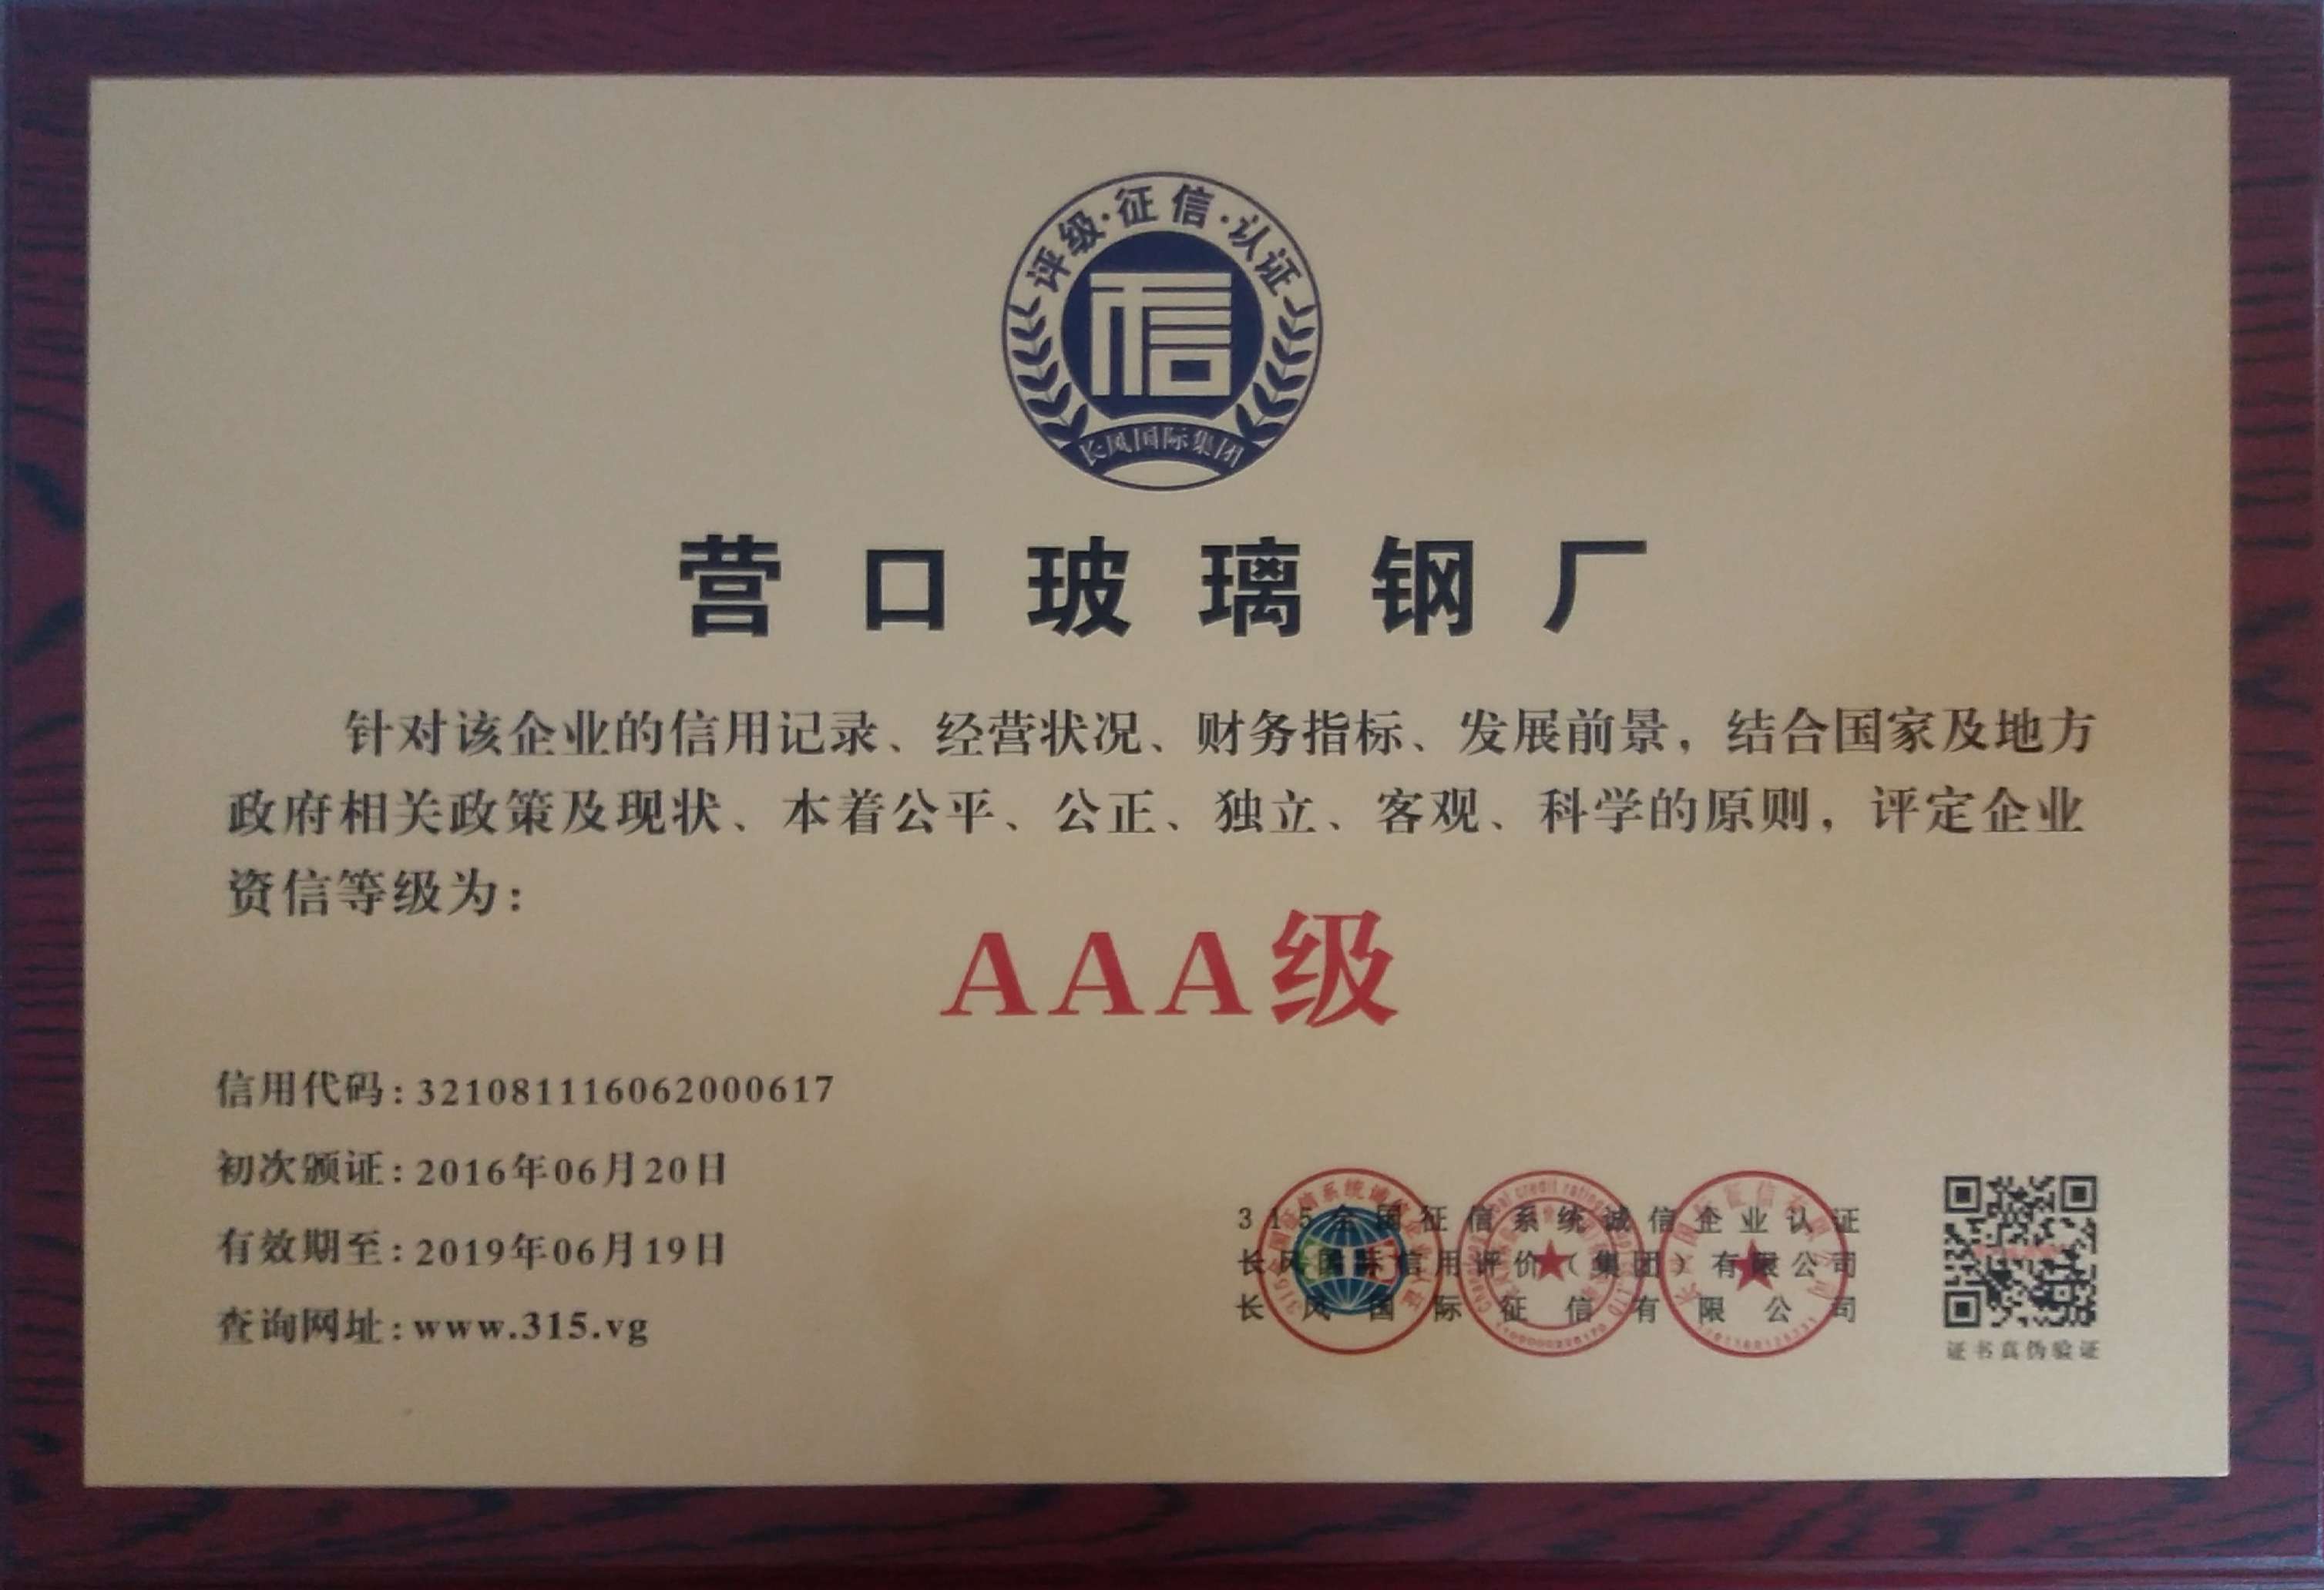 评级·征信·认证
信
长风国际集团
营口玻璃钢厂
针对该企业的信用记录、经营状况、财务指标、发展前景，结合国家及地方
政府相关政策及现状、本着公平、公正、独立、客观、科学的原则，评定企业
资信等级为：
AAA级
信用代码：321081116062000617
初次颁证：2016年06月20日
有效期至：2019年06月19日
查询网址：www.315.vg
315全国征信系统诚信企业认证
长风国际信用评价（集团）有限公司
长风国际征信有限公司
315
证书真伪验证